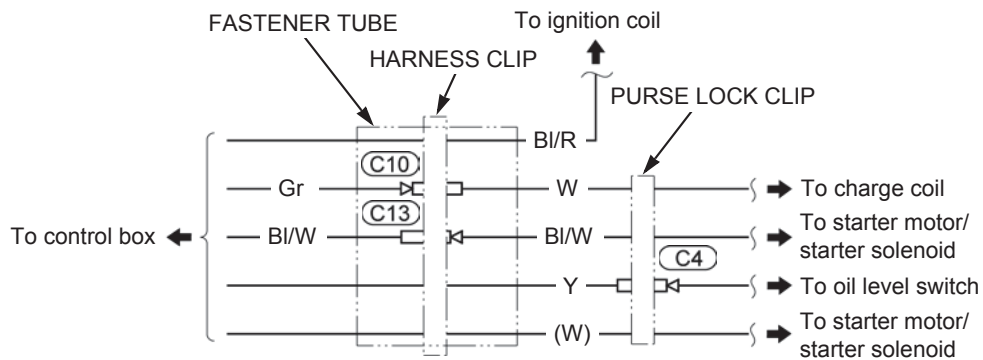 To ignition coil
FASTENER TUBE
HARNESS CLIP
PURSE LOCK CLIP
Bl/R
C10
Gr
W
To charge coil
C13
To control box
Bl/W
Bl/W
To starter motor/
starter solenoid
C4
Y
To oil level switch
(W)
To starter motor/
starter solenoid